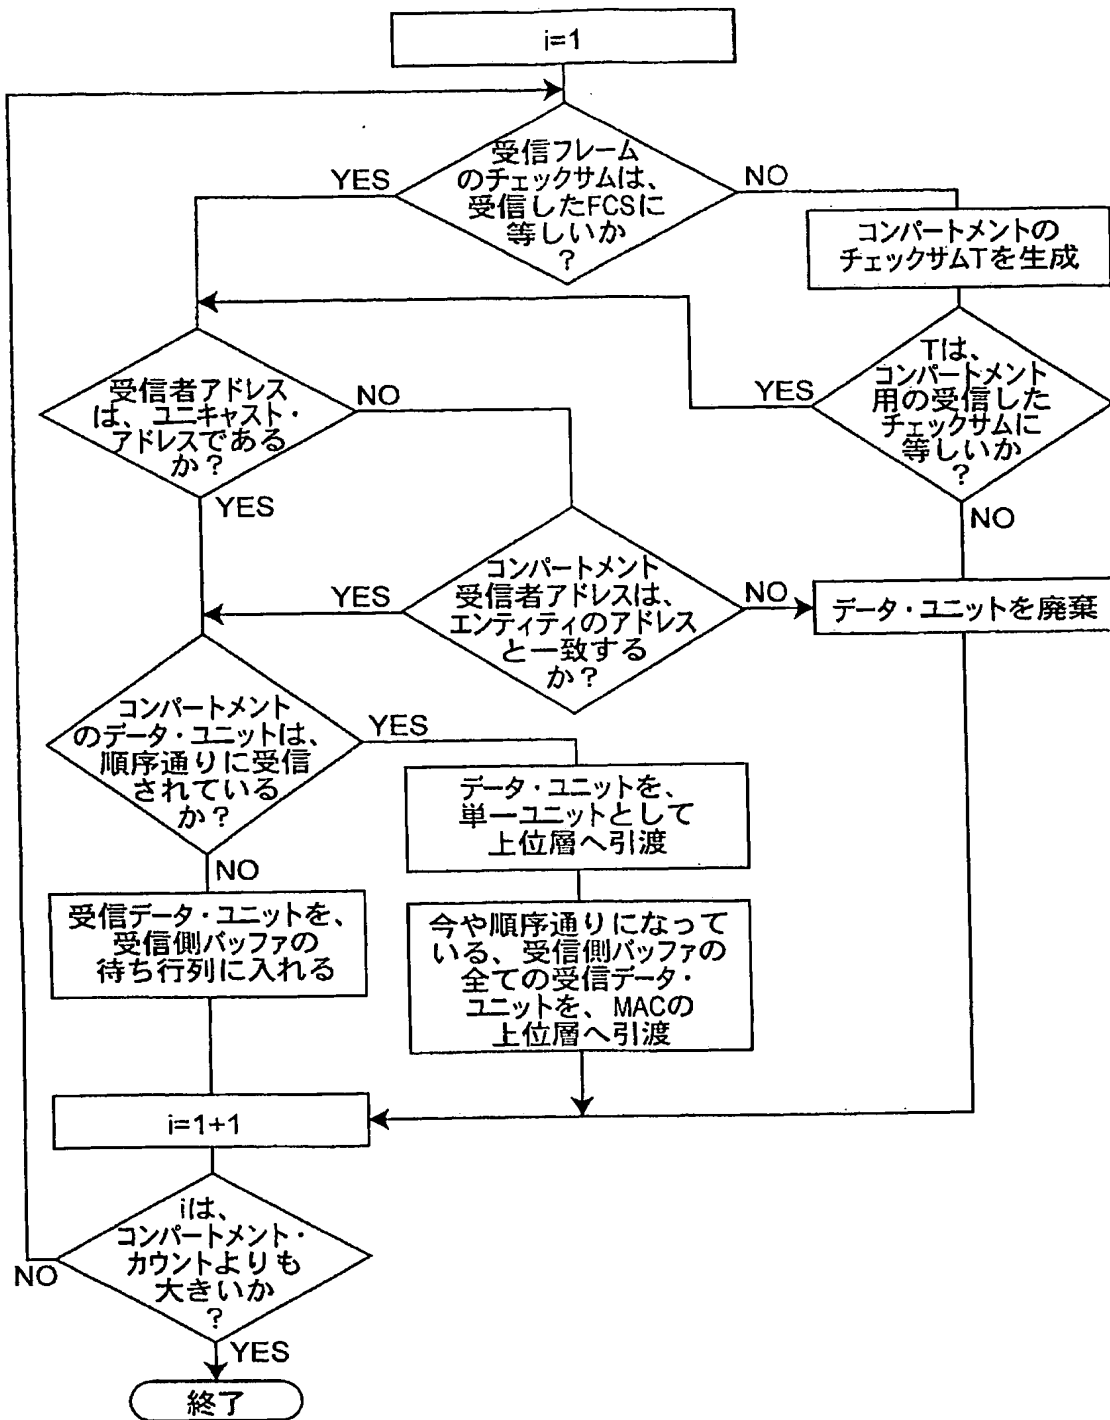 i=1
受信フレーム
のチェックサムは、
受信したFCSに
等しいか
?
YES
NO
コンパートメントの
チェックサムTを生成
Tは、
コンパートメント
用の受信した
チェックサムに
等しいか
?
YES
NO
受信者アドレス
は、ユニキャスト・
アドレスである
か?
NO
YES
コンパートメント
受信者アドレスは、
エンティティのアドレス
と一致する
か?
YES
NO
データ・ユニットを廃棄
コンパートメント
のデータ・ユニットは、
順序通りに受信
されている
か?
YES
NO
データ・ユニットを、
単一ユニットとして
上位層へ引渡
受信データ・ユニットを、
受信側バッファの
待ち行列に入れる
今や順序通りになって
いる、受信側バッファの
全ての受信データ・
ユニットを、MACの
上位層へ引渡
i=1+1
iは、
コンパートメント・
カウントよりも
大きいか
?
NO
YES
終了